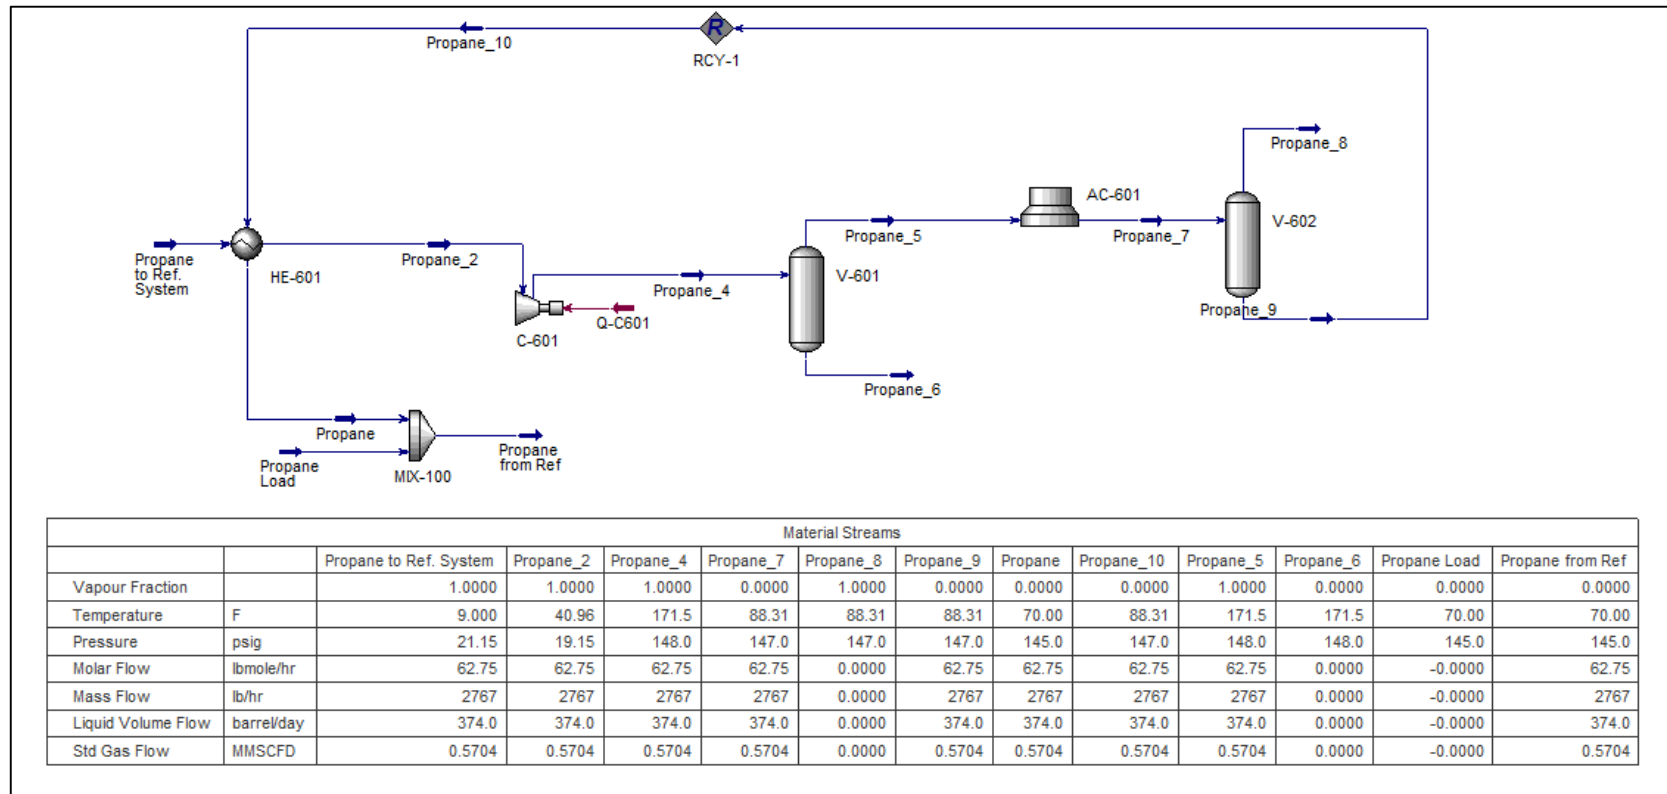 Propane_10
R
RCY-1
Propane_8
AC-601
Propane_5
Propane_7
V-602
Propane
to Ref.
System
HE-601
Propane_2
Propane_4
V-601
Propane_9
Q-C601
C-601
Propane_6
Propane
Propane
Load
MIX-100
Propane
from Ref
Material Streams
Propane to Ref. System Propane_2 Propane_4 Propane_7 Propane_8 Propane_9 Propane Propane_10 Propane_5 Propane_6 Propane Load Propane from Ref
Vapour Fraction 1.0000 1.0000 1.0000 0.0000 1.0000 0.0000 0.0000 0.0000 1.0000 0.0000 0.0000 0.0000
Temperature F 9.000 40.96 171.5 88.31 88.31 88.31 70.00 88.31 171.5 171.5 70.00 70.00
Pressure psig 21.15 19.15 148.0 147.0 147.0 147.0 145.0 147.0 148.0 148.0 145.0 145.0
Molar Flow lbmole/hr 62.75 62.75 62.75 62.75 0.0000 62.75 62.75 62.75 62.75 0.0000 -0.0000 62.75
Mass Flow lb/hr 2767 2767 2767 2767 0.0000 2767 2767 2767 2767 0.0000 -0.0000 2767
Liquid Volume Flow barrel/day 374.0 374.0 374.0 374.0 0.0000 374.0 374.0 374.0 374.0 0.0000 -0.0000 374.0
Std Gas Flow MMSCFD 0.5704 0.5704 0.5704 0.5704 0.0000 0.5704 0.5704 0.5704 0.5704 0.0000 -0.0000 0.5704